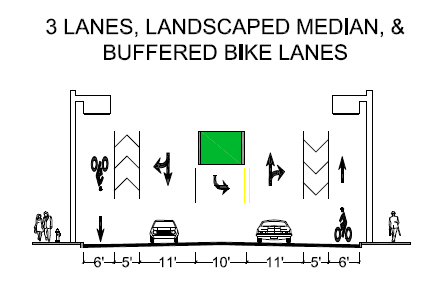 3 LANES, LANDSCAPED MEDIAN, &
BUFFERED BIKE LANES
6' 5' 11' 10' 11' 5' 6'